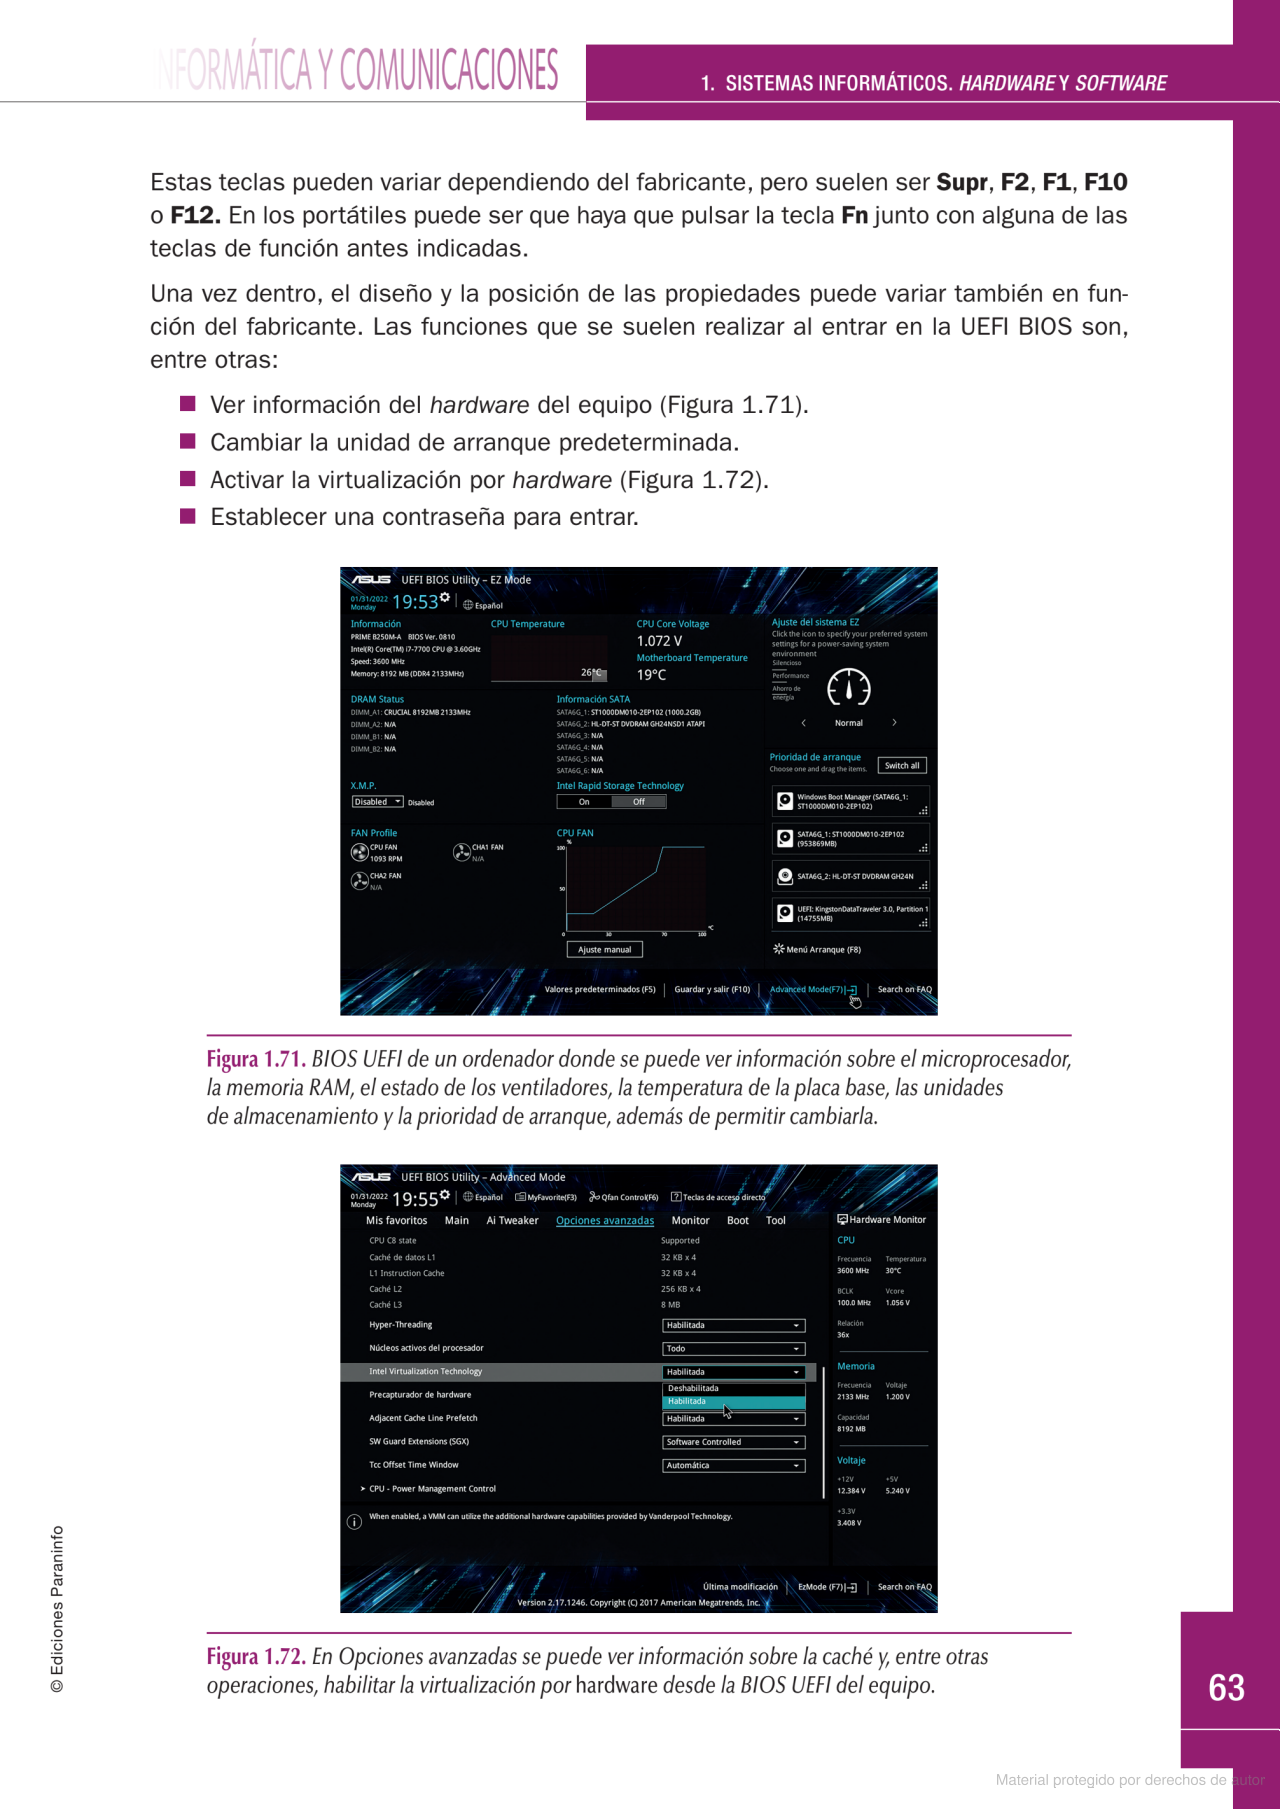 INFORMÁTICA Y COMUNICACIONES
1. SISTEMAS INFORMÁTICOS. HARDWARE Y SOFTWARE
Estas teclas pueden variar dependiendo del fabricante, pero suelen ser Supr, F2, F1, F10
o F12. En los portátiles puede ser que haya que pulsar la tecla Fn junto con alguna de las
teclas de función antes indicadas.
Una vez dentro, el diseño y la posición de las propiedades puede variar también en fun-
ción del fabricante. Las funciones que se suelen realizar al entrar en la UEFI BIOS son,
entre otras:
Ver información del hardware del equipo (Figura 1.71).
Cambiar la unidad de arranque predeterminada.
Activar la virtualización por hardware (Figura 1.72).
Establecer una contraseña para entrar.
ASUS UEFI BIOS Utility – EZ Mode
01/31/2022
Monday
19:53
Español
Información
PRIME B250M-A BIOS Ver. 0810
Intel(R) Core(TM) i7-7700 CPU @ 3.60GHz
Speed: 3600 MHz
Memory: 8192 MB (DDR4 2133MHz)
CPU Temperature
26°C
CPU Core Voltage
1.072 V
Motherboard Temperature
19°C
Ajuste del sistema EZ
Click the icon to specify your preferred system
settings for a power-saving system
environment
Silencioso
Performance
Ahorro de
energía
Normal
DRAM Status
DIMM_A1: CRUCIAL 8192MB 2133MHz
DIMM_A2: N/A
DIMM_B1: N/A
DIMM_B2: N/A
Información SATA
SATA6G_1: ST1000DM010-2EP102 (1000.2GB)
SATA6G_2: HL-DT-ST DVDRAM GH24NSD1 ATAPI
SATA6G_3: N/A
SATA6G_4: N/A
SATA6G_5: N/A
SATA6G_6: N/A
X.M.P.
Disabled Disabled
Intel Rapid Storage Technology
On Off
Prioridad de arranque
Choose one and drag the items.
Switch all
Windows Boot Manager (SATA6G_1:
ST1000DM010-2EP102)
SATA6G_1: ST1000DM010-2EP102
(953869MB)
SATA6G_2: HL-DT-ST DVDRAM GH24N
UEFI: KingstonDataTraveler 3.0, Partition 1
(14755MB)
Menú Arranque (F8)
FAN Profile
CPU FAN
1093 RPM
CHA1 FAN
N/A
CHA2 FAN
N/A
CPU FAN
%
100
50
0 30 70 100
°C
Ajuste manual
Valores predeterminados (F5) | Guardar y salir (F10) | Advanced Mode(F7) | Search on FAQ
Figura 1.71. BIOS UEFI de un ordenador donde se puede ver información sobre el microprocesador,
la memoria RAM, el estado de los ventiladores, la temperatura de la placa base, las unidades
de almacenamiento y la prioridad de arranque, además de permitir cambiarla.
ASUS UEFI BIOS Utility – Advanced Mode
01/31/2022
Monday
19:55
Español MyFavorite(F3) Qfan Control(F6) Teclas de acceso directo
Mis favoritos Main Ai Tweaker Opciones avanzadas Monitor Boot Tool
CPU C8 state Supported
Caché de datos L1 32 KB x 4
L1 Instruction Cache 32 KB x 4
Caché L2 256 KB x 4
Caché L3 8 MB
Hyper-Threading Habilitada
Núcleos activos del procesador Todo
Intel Virtualization Technology Habilitada
Deshabilitada
Habilitada
Precapturador de hardware
Adjacent Cache Line Prefetch Habilitada
SW Guard Extensions (SGX) Software Controlled
Tcc Offset Time Window Automática
CPU - Power Management Control
When enabled, a VMM can utilize the additional hardware capabilities provided by Vanderpool Technology.
Hardware Monitor
CPU
Frecuencia Temperatura
3600 MHz 30°C
BCLK Vcore
100.0 MHz 1.056 V
Relación
36x
Memoria
Frecuencia Voltaje
2133 MHz 1.200 V
Capacidad
8192 MB
Voltaje
+12V +5V
12.384 V 5.240 V
+3.3V
3.408 V
Última modificación | EzMode (F7) | Search on FAQ
Version 2.17.1246. Copyright (C) 2017 American Megatrends, Inc.
Figura 1.72. En Opciones avanzadas se puede ver información sobre la caché y, entre otras
operaciones, habilitar la virtualización por hardware desde la BIOS UEFI del equipo.
© Ediciones Paraninfo
63
Material protegido por derechos de autor